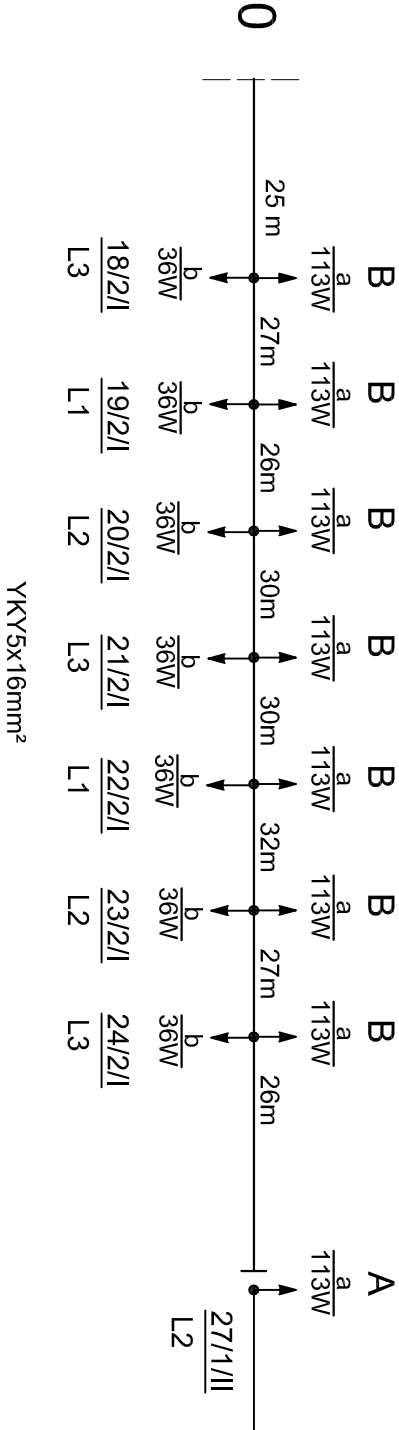 B B B B B B B A
a a a a a a a a
113W 113W 113W 113W 113W 113W 113W 113W
25 m 27m 26m 30m 30m 32m 27m 26m
0
27/1/II
L2
b b b b b b b
36W 36W 36W 36W 36W 36W 36W
18/2/I 19/2/I 20/2/I 21/2/I 22/2/I 23/2/I 24/2/I
L3 L1 L2 L3 L1 L2 L3
YKY5x16mm²